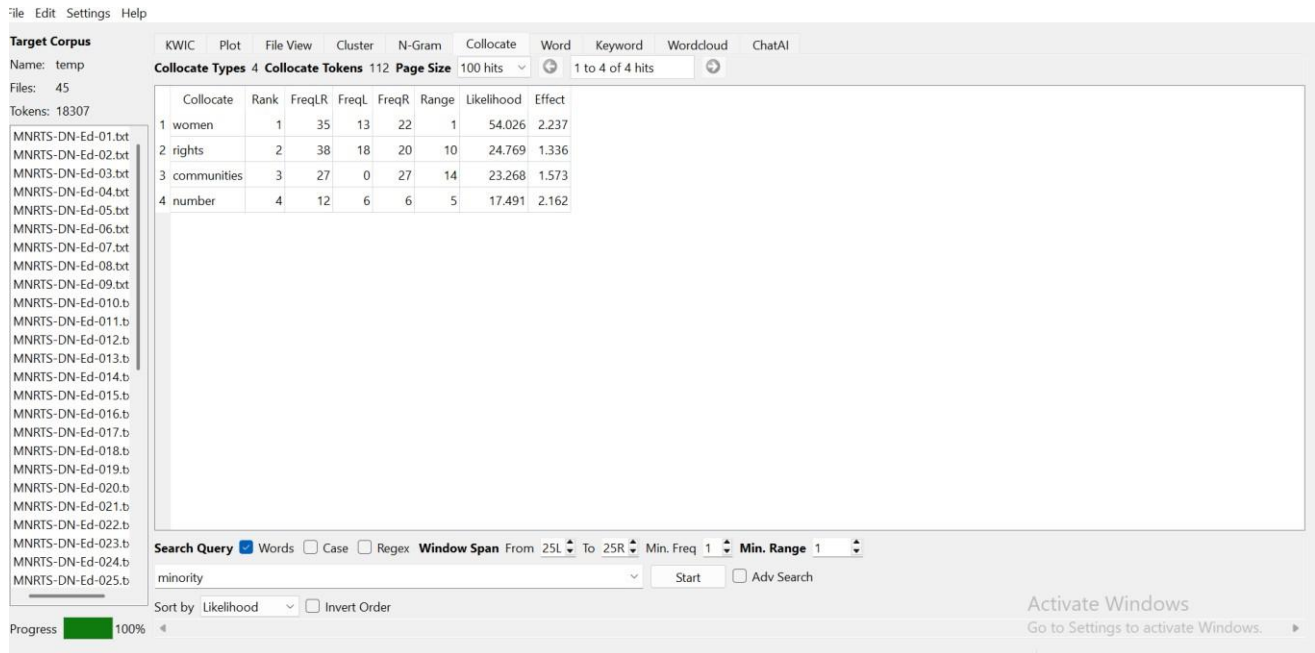 File Edit Settings Help
Target Corpus
Name: temp
Files: 45
Tokens: 18307
MNRTS-DN-Ed-01.txt
MNRTS-DN-Ed-02.txt
MNRTS-DN-Ed-03.txt
MNRTS-DN-Ed-04.txt
MNRTS-DN-Ed-05.txt
MNRTS-DN-Ed-06.txt
MNRTS-DN-Ed-07.txt
MNRTS-DN-Ed-08.txt
MNRTS-DN-Ed-09.txt
MNRTS-DN-Ed-010.t
MNRTS-DN-Ed-011.t
MNRTS-DN-Ed-012.t
MNRTS-DN-Ed-013.t
MNRTS-DN-Ed-014.t
MNRTS-DN-Ed-015.t
MNRTS-DN-Ed-016.t
MNRTS-DN-Ed-017.t
MNRTS-DN-Ed-018.t
MNRTS-DN-Ed-019.t
MNRTS-DN-Ed-020.t
MNRTS-DN-Ed-021.t
MNRTS-DN-Ed-022.t
MNRTS-DN-Ed-023.t
MNRTS-DN-Ed-024.t
MNRTS-DN-Ed-025.t
Progress 100%
KWIC Plot File View Cluster N-Gram Collocate Word Keyword Wordcloud ChatAI
Collocate Types 4 Collocate Tokens 112 Page Size 100 hits 1 to 4 of 4 hits
Collocate Rank FreqLR FreqL FreqR Range Likelihood Effect
1 women 1 35 13 22 1 54.026 2.237
2 rights 2 38 18 20 10 24.769 1.336
3 communities 3 27 0 27 14 23.268 1.573
4 number 4 12 6 6 5 17.491 2.162
Search Query Words Case Regex Window Span From 25L To 25R Min. Freq 1 Min. Range 1
minority Start Adv Search
Sort by Likelihood Invert Order
Activate Windows
Go to Settings to activate Windows.